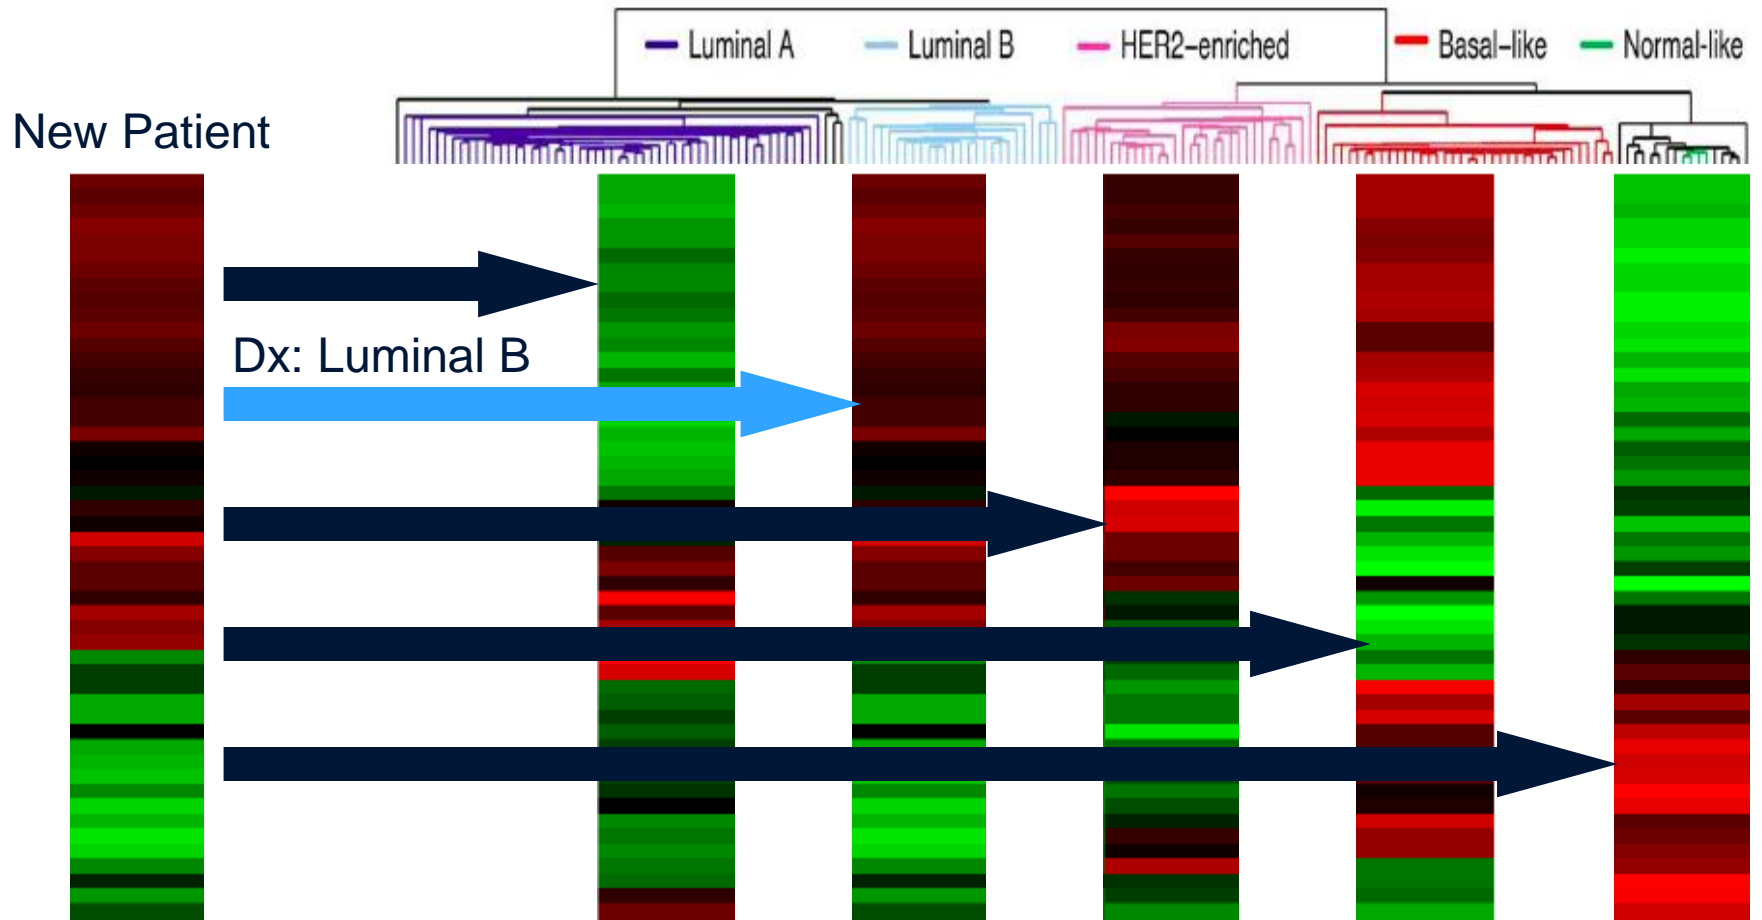 Luminal A Luminal B HER2-enriched Basal-like Normal-like
New Patient
Dx: Luminal B